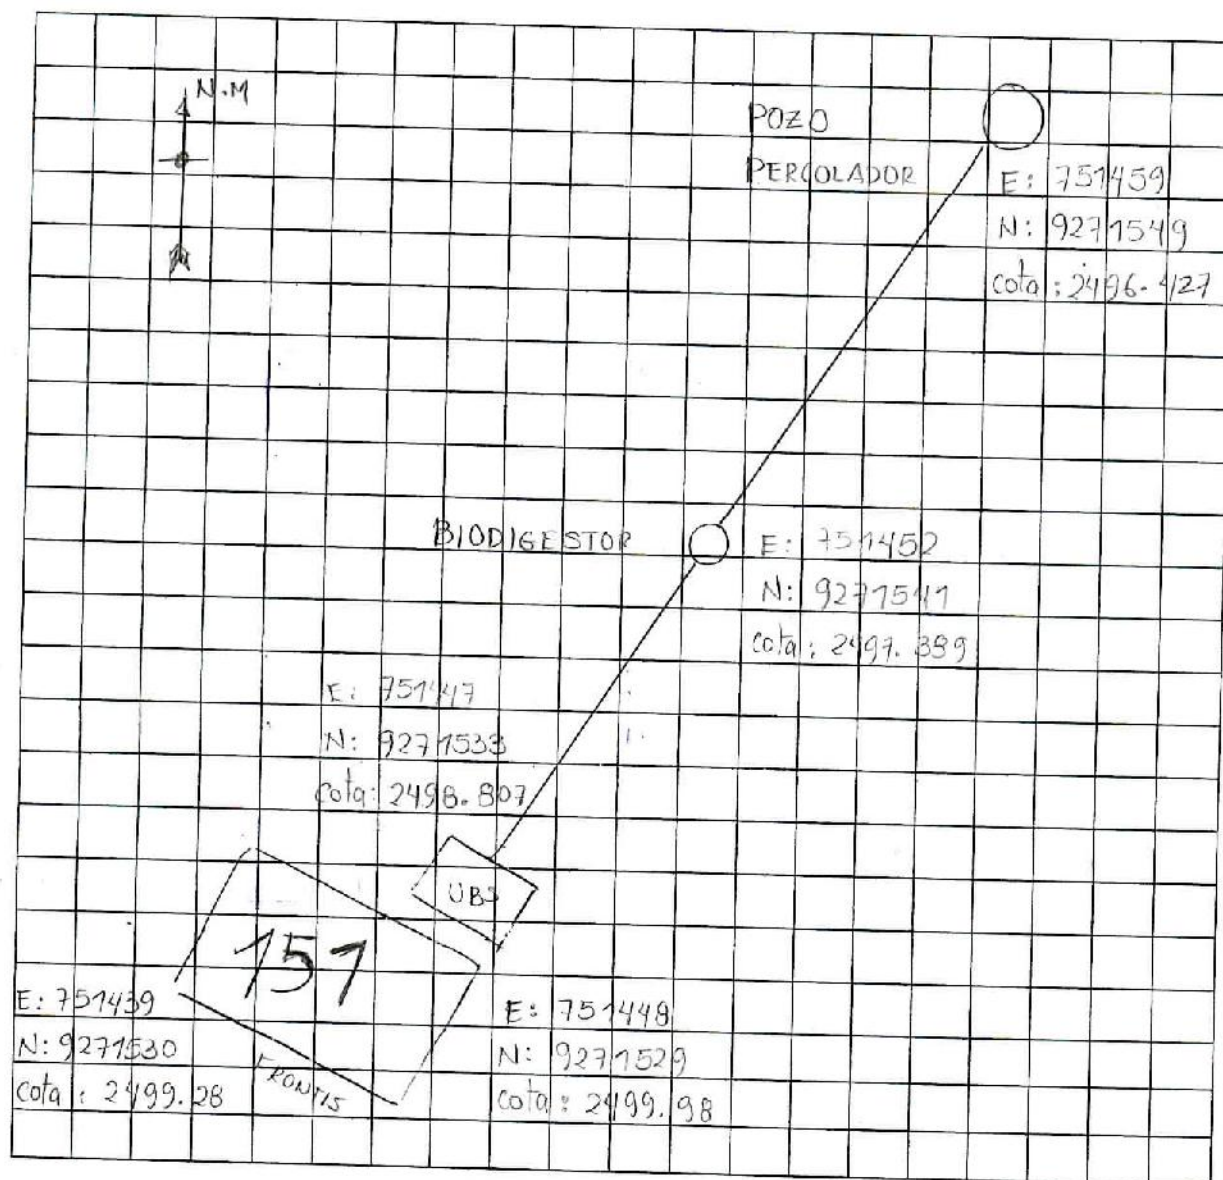 N.M
POZO
PERCOLADOR
E: 751459
N: 9271549
cota: 2496.427
BIODIGESTOR
E: 751452
N: 9271541
cota: 2497.389
E: 751447
N: 9271533
cota: 2498.807
UBS
151
FRONTIS
E: 751439
N: 9271530
cota: 2499.28
E: 751448
N: 9271529
cota: 2499.98